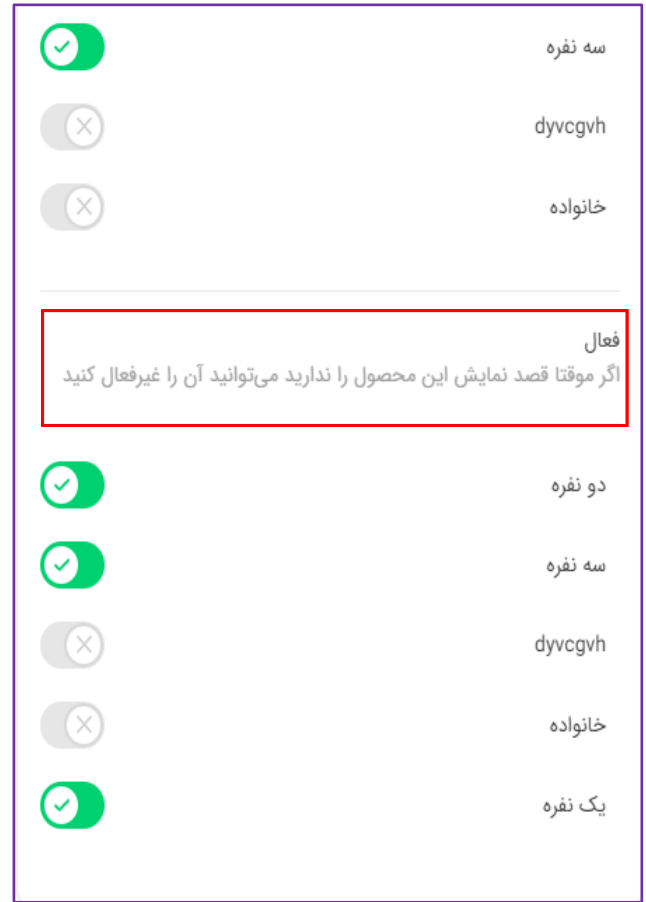 سه نفره
dyvcgvh
خانواده
فعال
اگر موقتا قصد نمایش این محصول را ندارید می‌توانید آن را غیرفعال کنید
دو نفره
سه نفره
dyvcgvh
خانواده
یک نفره